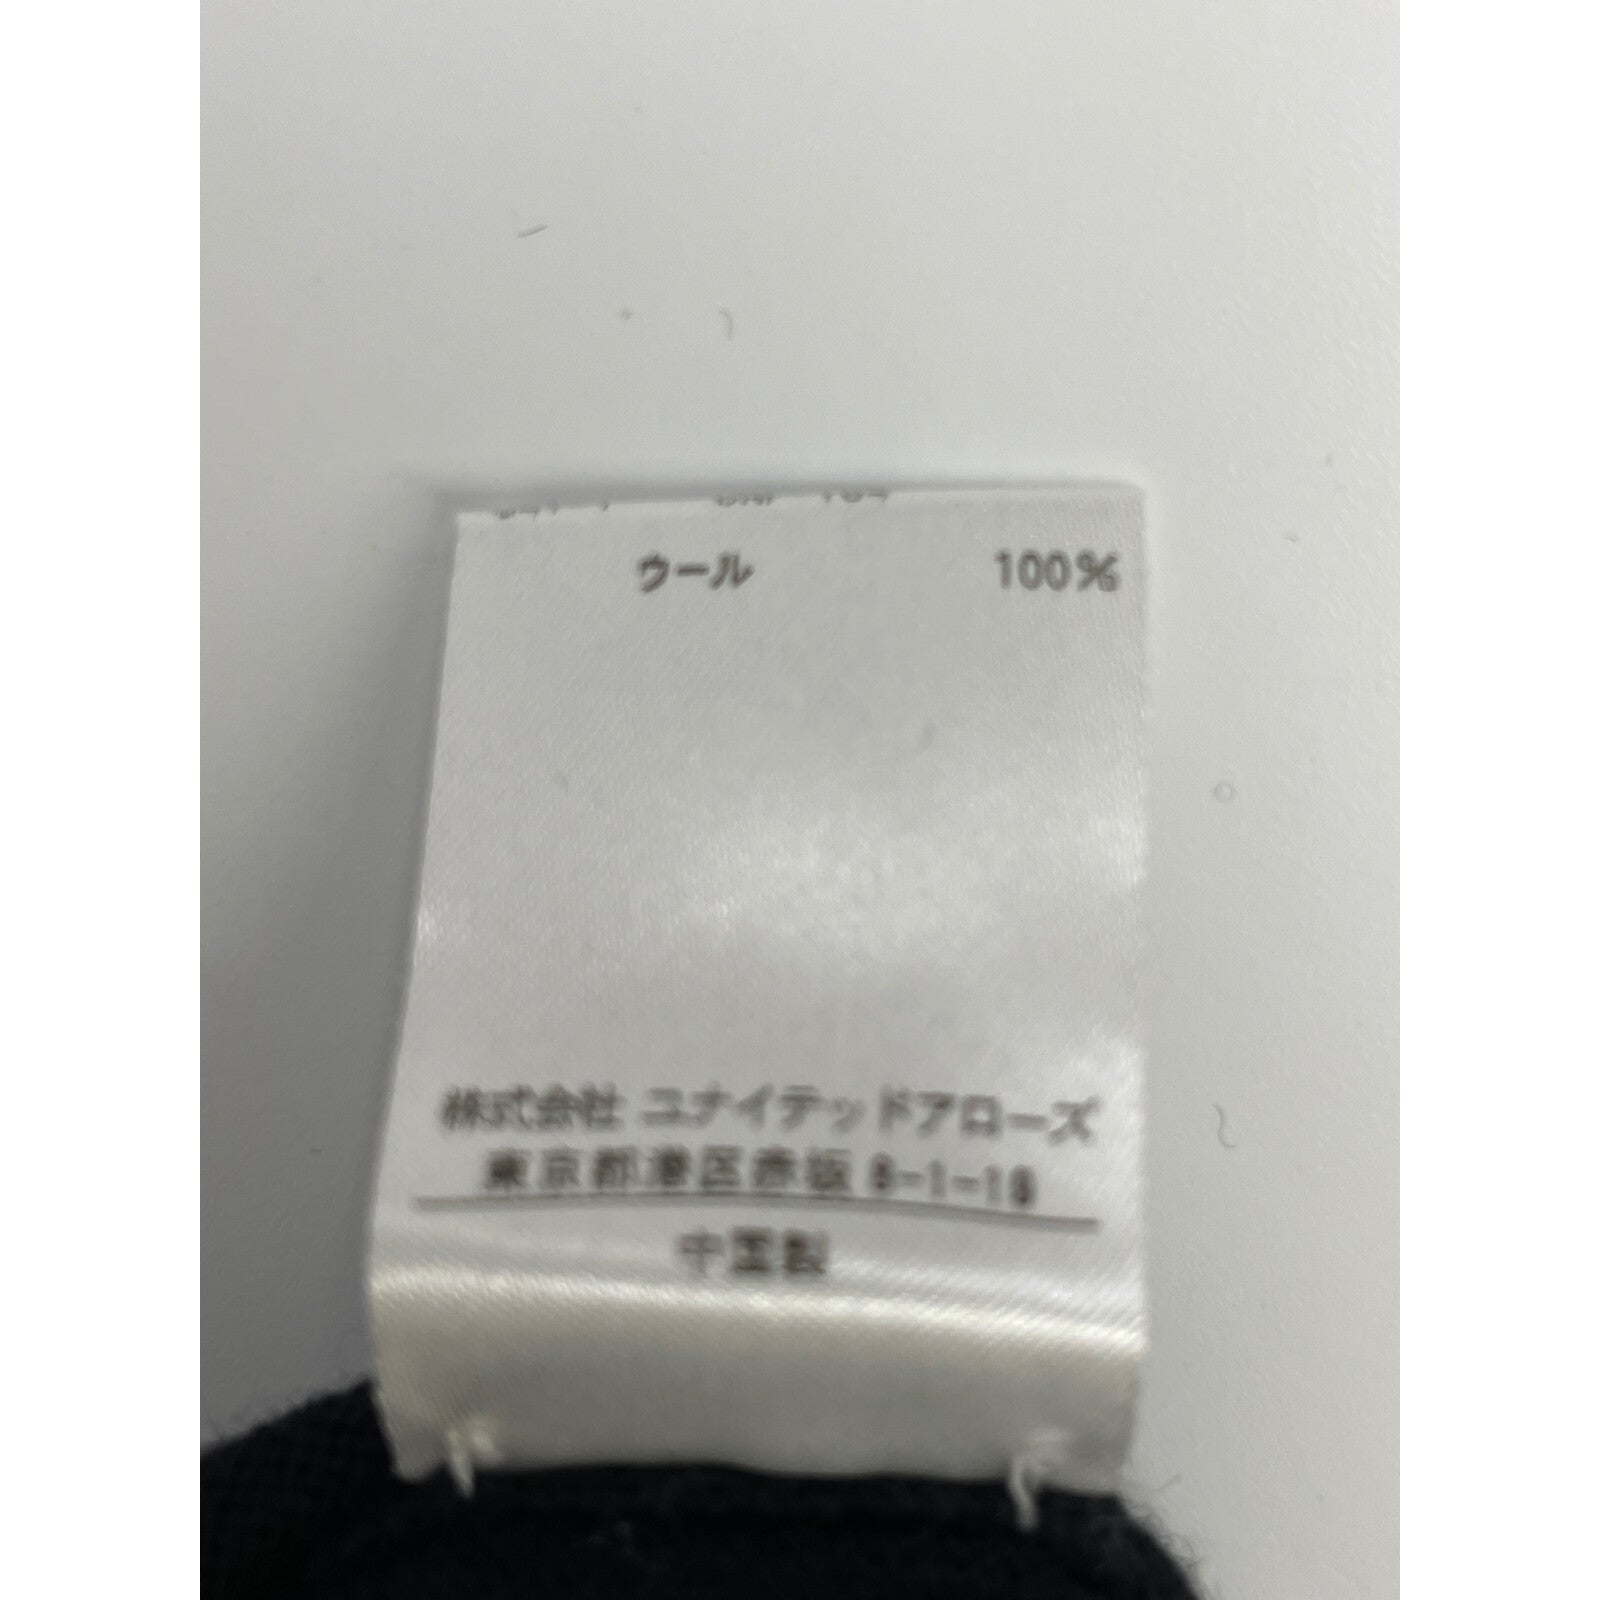 ウール 100%
株式会社 ユナイテッドアローズ
東京都港区赤坂 8-1-19
中国製